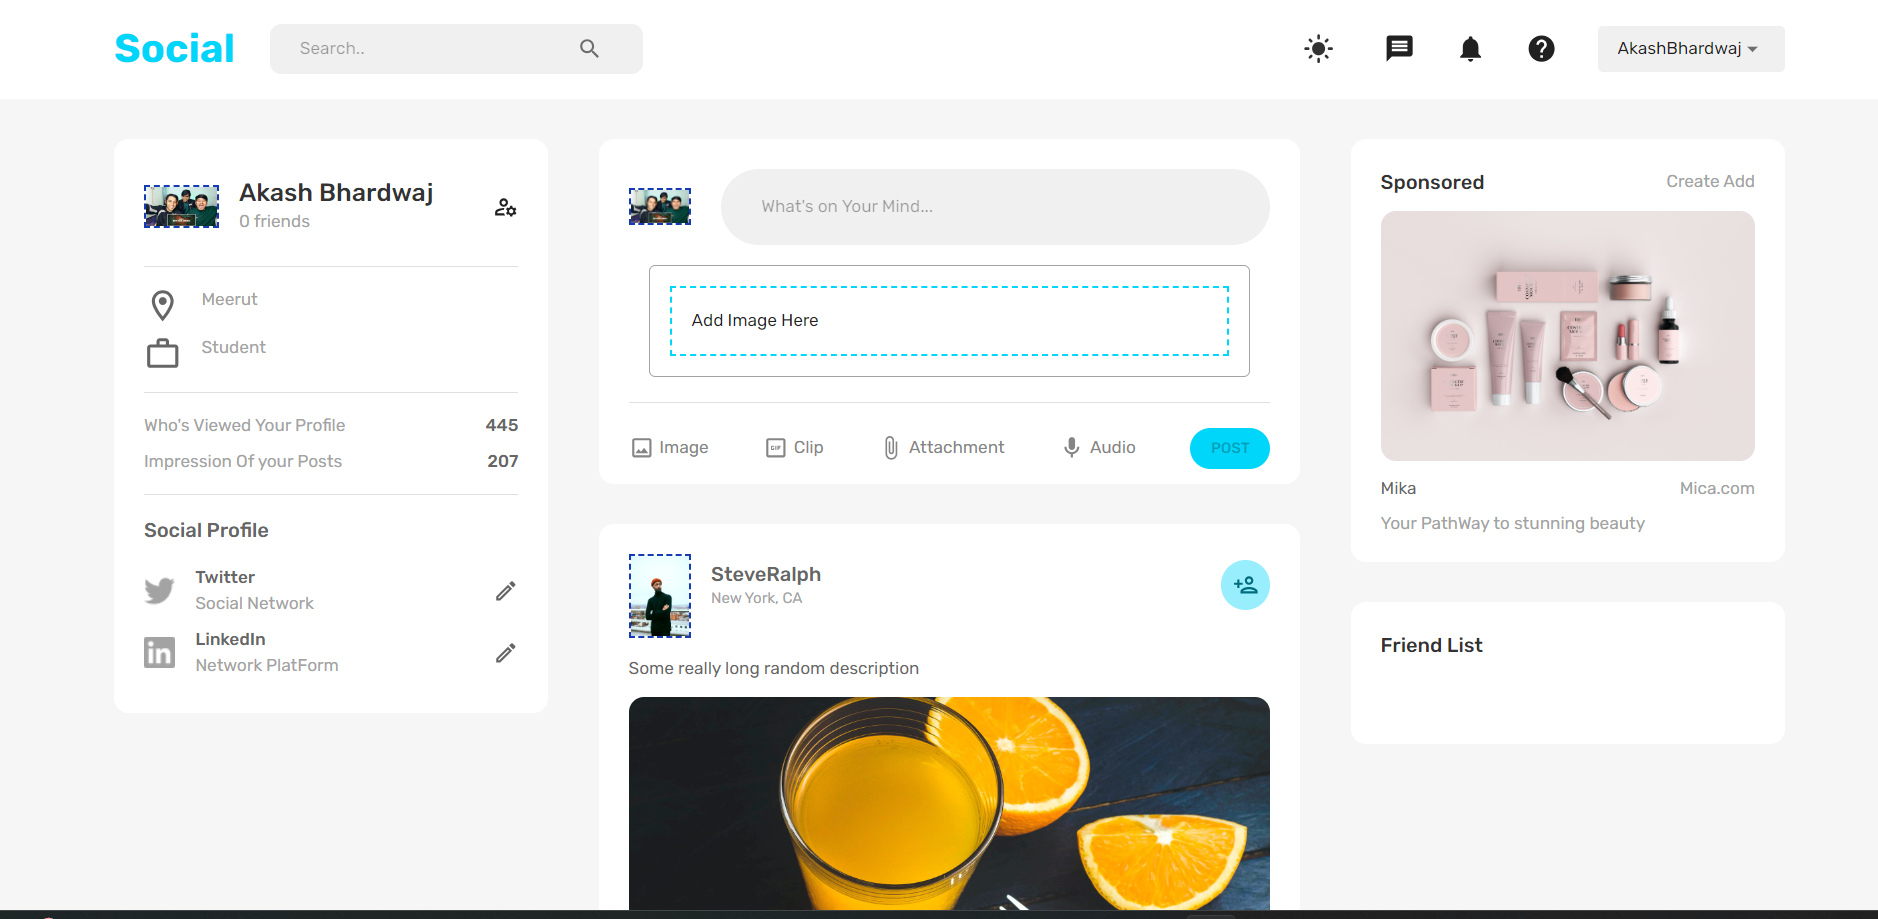 Social
Search..
AkashBhardwaj
Akash Bhardwaj
0 friends
Meerut
Student
Who's Viewed Your Profile 445
Impression Of your Posts 207
Social Profile
Twitter
Social Network
LinkedIn
Network PlatForm
What's on Your Mind...
Add Image Here
Image Clip Attachment Audio POST
SteveRalph
New York, CA
Some really long random description
Sponsored Create Add
Mika Mica.com
Your PathWay to stunning beauty
Friend List